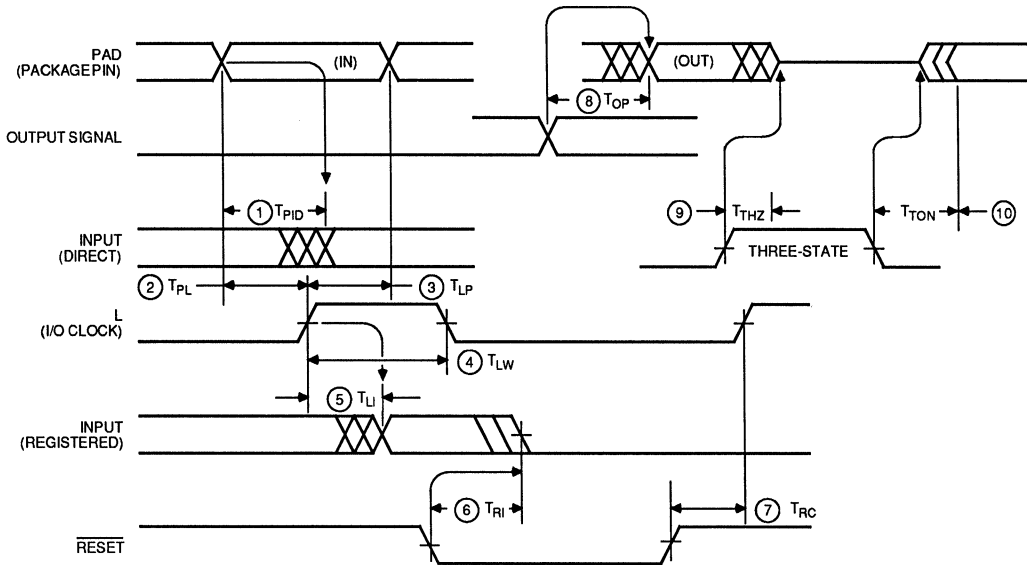 PAD
(PACKAGE PIN)
(IN)
(OUT)
8 TOP
OUTPUT SIGNAL
1 TPID
9 TTHZ
TTON 10
INPUT
(DIRECT)
THREE-STATE
2 TPL
3 TLP
L
(I/O CLOCK)
4 TLW
5 TLI
INPUT
(REGISTERED)
6 TRI
7 TRC
RESET